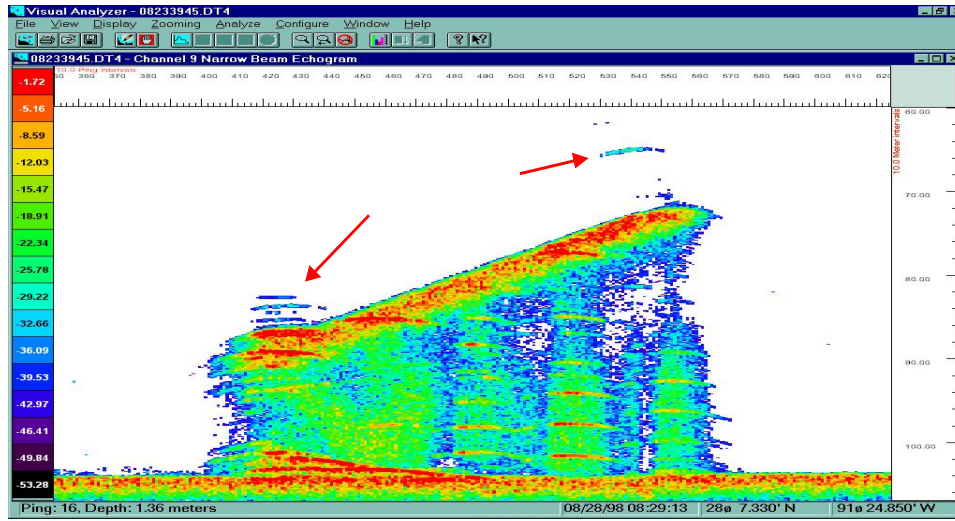 Visual Analyzer - 08233945.DT4
File View Display Zooming Analyze Configure Window Help
08233945.DT4 - Channel 9 Narrow Beam Echogram
10.0 Ping Intervals
360 370 380 390 400 410 420 430 440 450 460 470 480 490 500 510 520 530 540 550 560 570 580 590 600 610 620
-1.72
-5.16
-8.59
-12.03
-15.47
-18.91
-22.34
-25.78
-29.22
-32.66
-36.09
-39.53
-42.97
-46.41
-49.84
-53.28
10.0 Meter intervals
60.00
70.00
80.00
90.00
100.00
Ping: 16, Depth: 1.36 meters
08/28/98 08:29:13
28ø 7.330' N
91ø 24.850' W